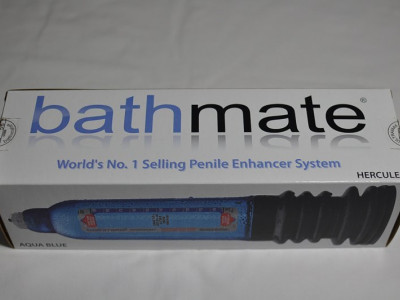 bathmate®
World's No. 1 Selling Penile Enhancer System
HERCULE
AQUA BLUE